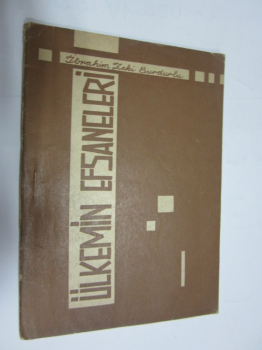 İbrahim Zeki Burdurlu
ÜLKEMİN EFSANELERİ